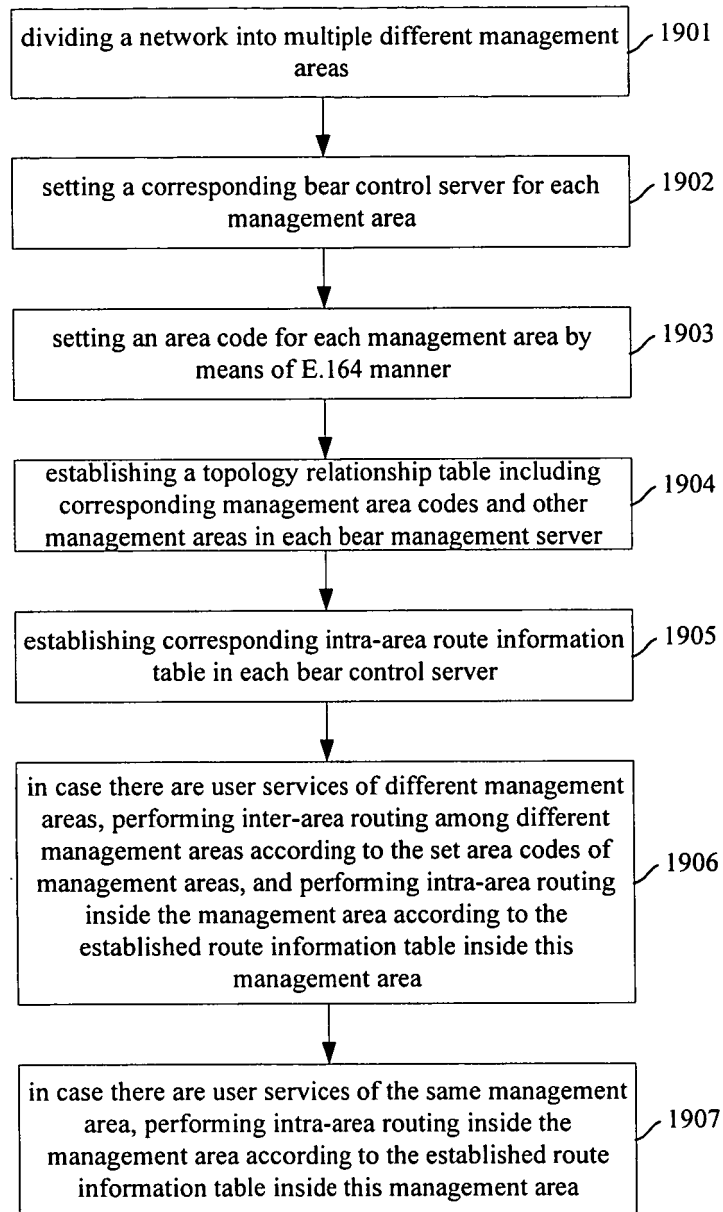 dividing a network into multiple different management
areas
1901
setting a corresponding bear control server for each
management area
1902
setting an area code for each management area by
means of E.164 manner
1903
establishing a topology relationship table including
corresponding management area codes and other
management areas in each bear management server
1904
establishing corresponding intra-area route information
table in each bear control server
1905
in case there are user services of different management
areas, performing inter-area routing among different
management areas according to the set area codes of
management areas, and performing intra-area routing
inside the management area according to the
established route information table inside this
management area
1906
in case there are user services of the same management
area, performing intra-area routing inside the
management area according to the established route
information table inside this management area
1907